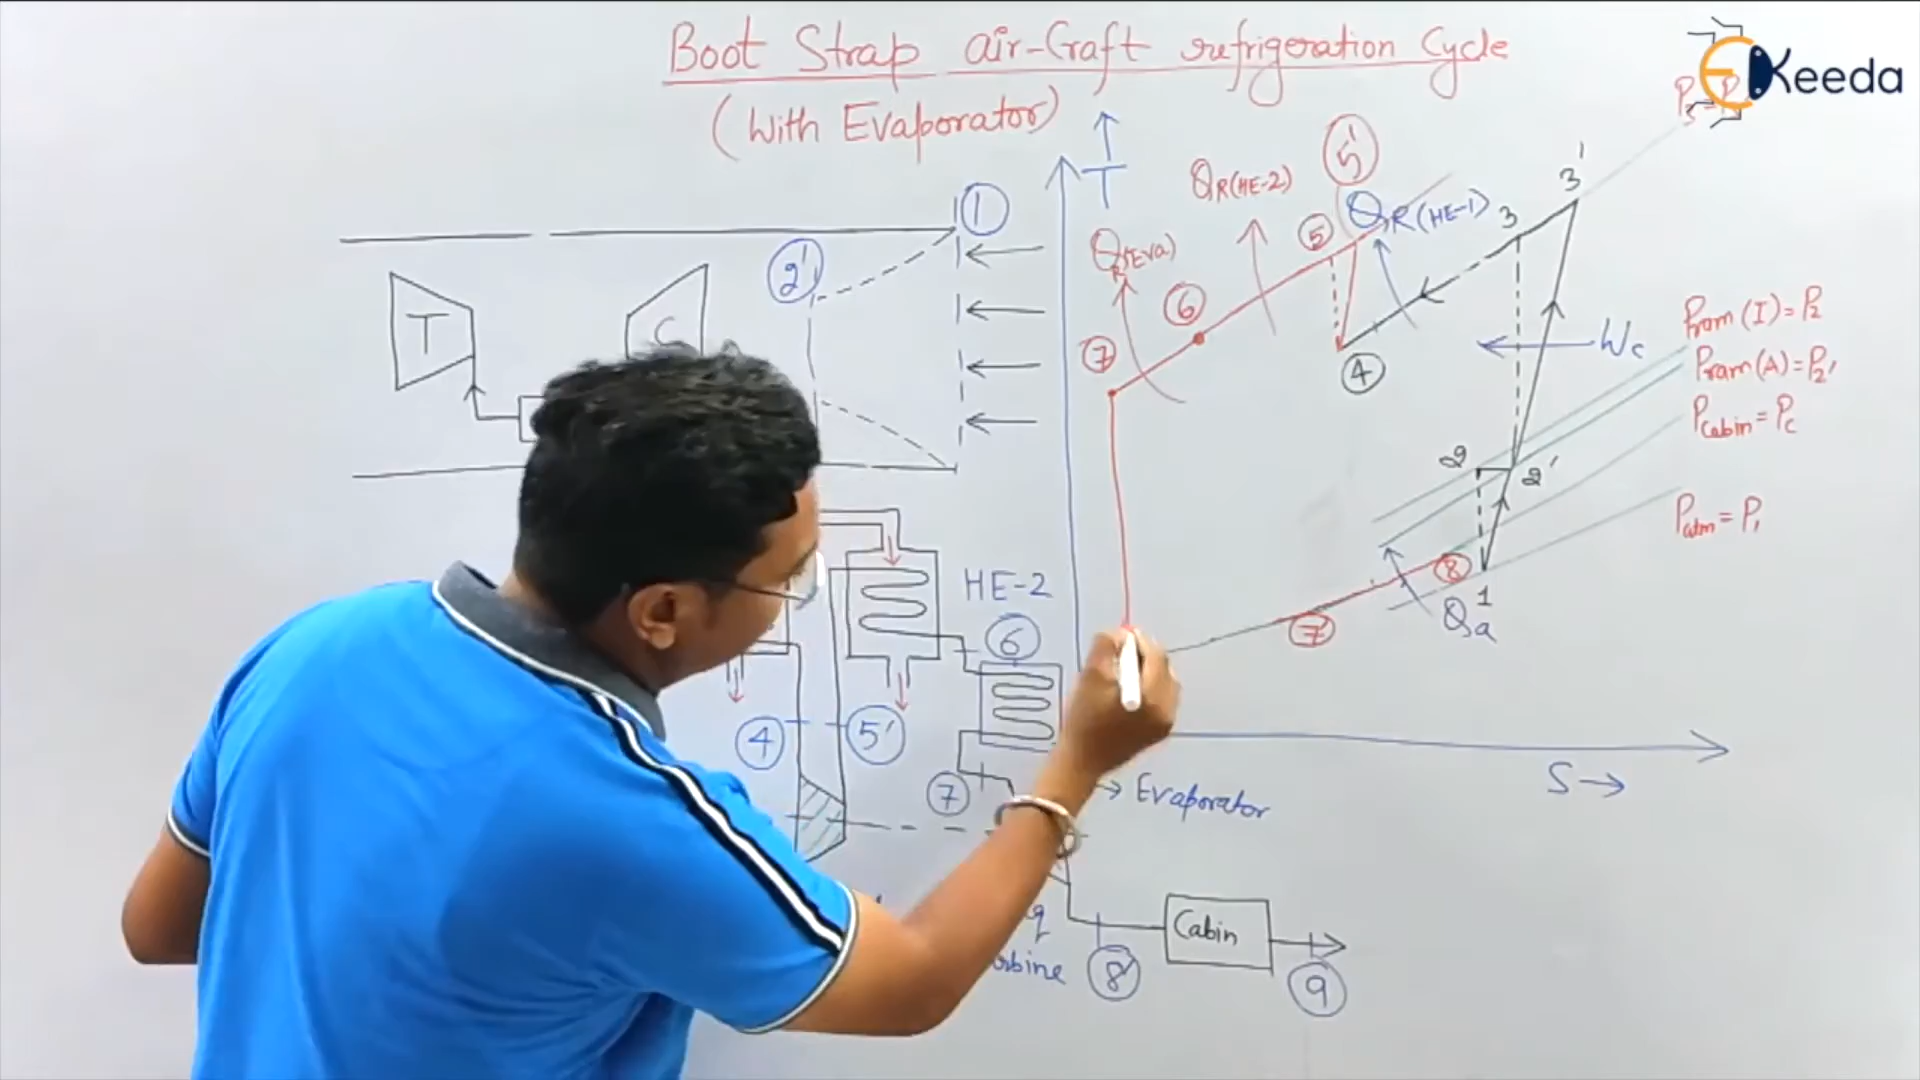 Boot Strap air-Craft refrigeration Cycle
(With Evaporator)
Keeda
T
1
2'
T
C
QR(Eva)
QR(HE-2)
5'
QR(HE-1)
5
6
7
4
3
3'
Wc
Pram (I) = P2
Pram (A) = P2'
Pcabin = Pc
Patm = P1
2
2'
1
8
7'
Qa
S →
HE-2
6
4
5'
7
→ Evaporator
Cabin
8'
9